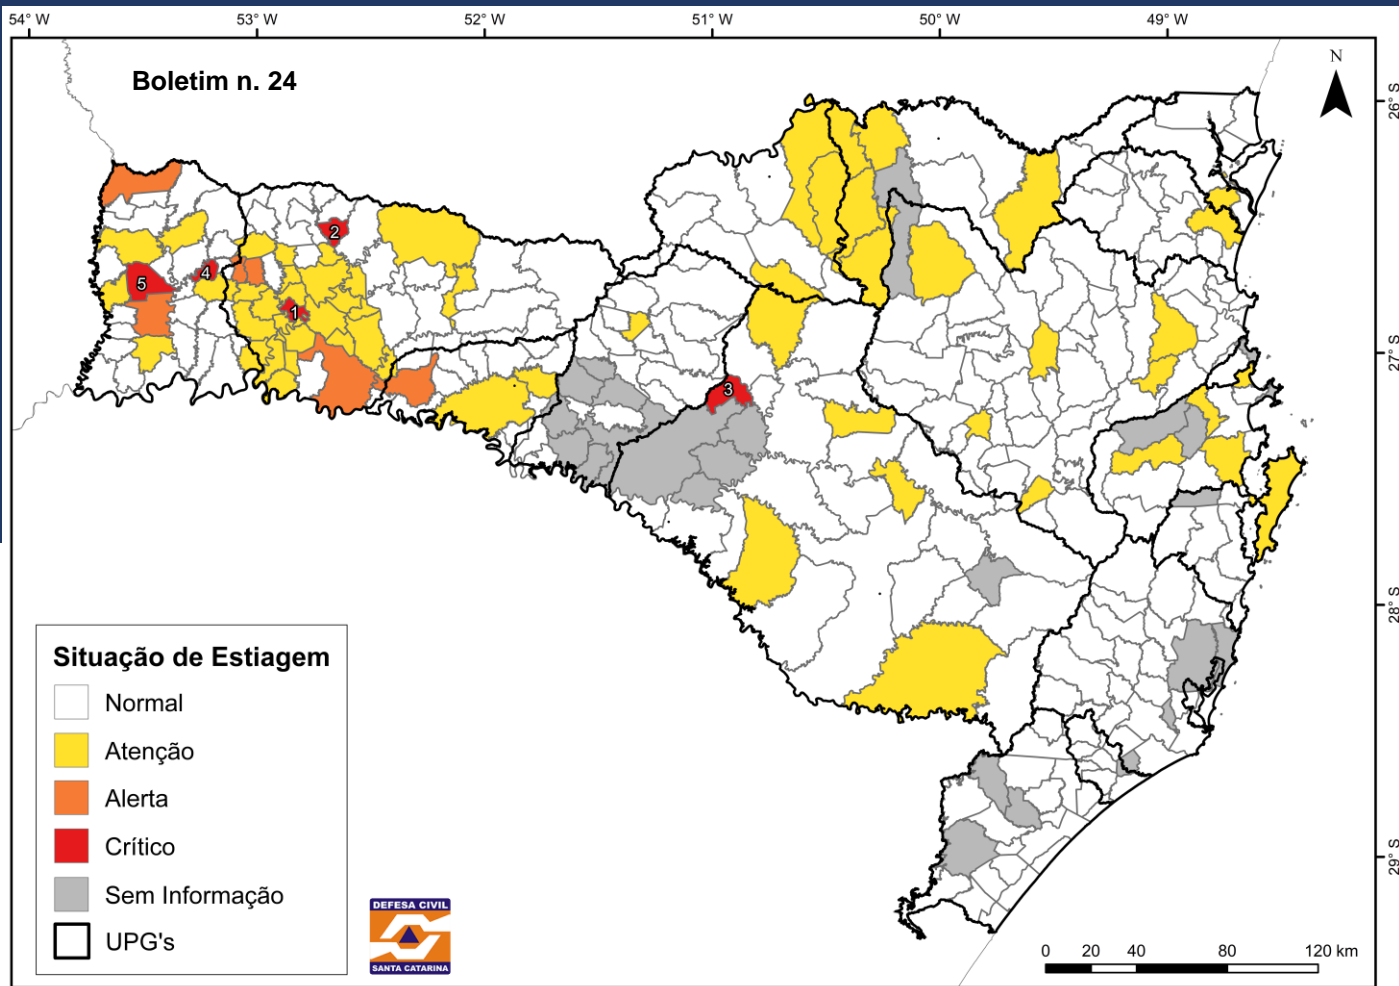 54° W 53° W 52° W 51° W 50° W 49° W
Boletim n. 24
N
26° S
2
4
5
1
27° S
3
28° S
Situação de Estiagem
Normal
Atenção
Alerta
Crítico
29° S
Sem Informação
DEFESA CIVIL
UPG's
SANTA CATARINA
0 20 40 80 120 km